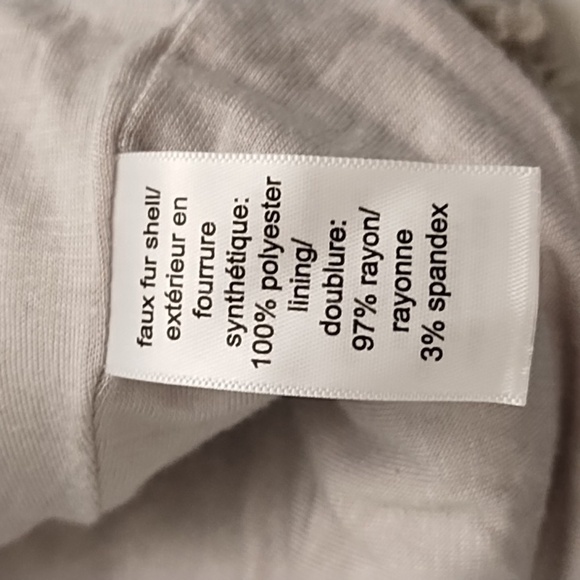 faux fur shell/
extérieur en
fourrure
synthétique:
100% polyester
lining/
doublure:
97% rayon/
rayonne
3% spandex